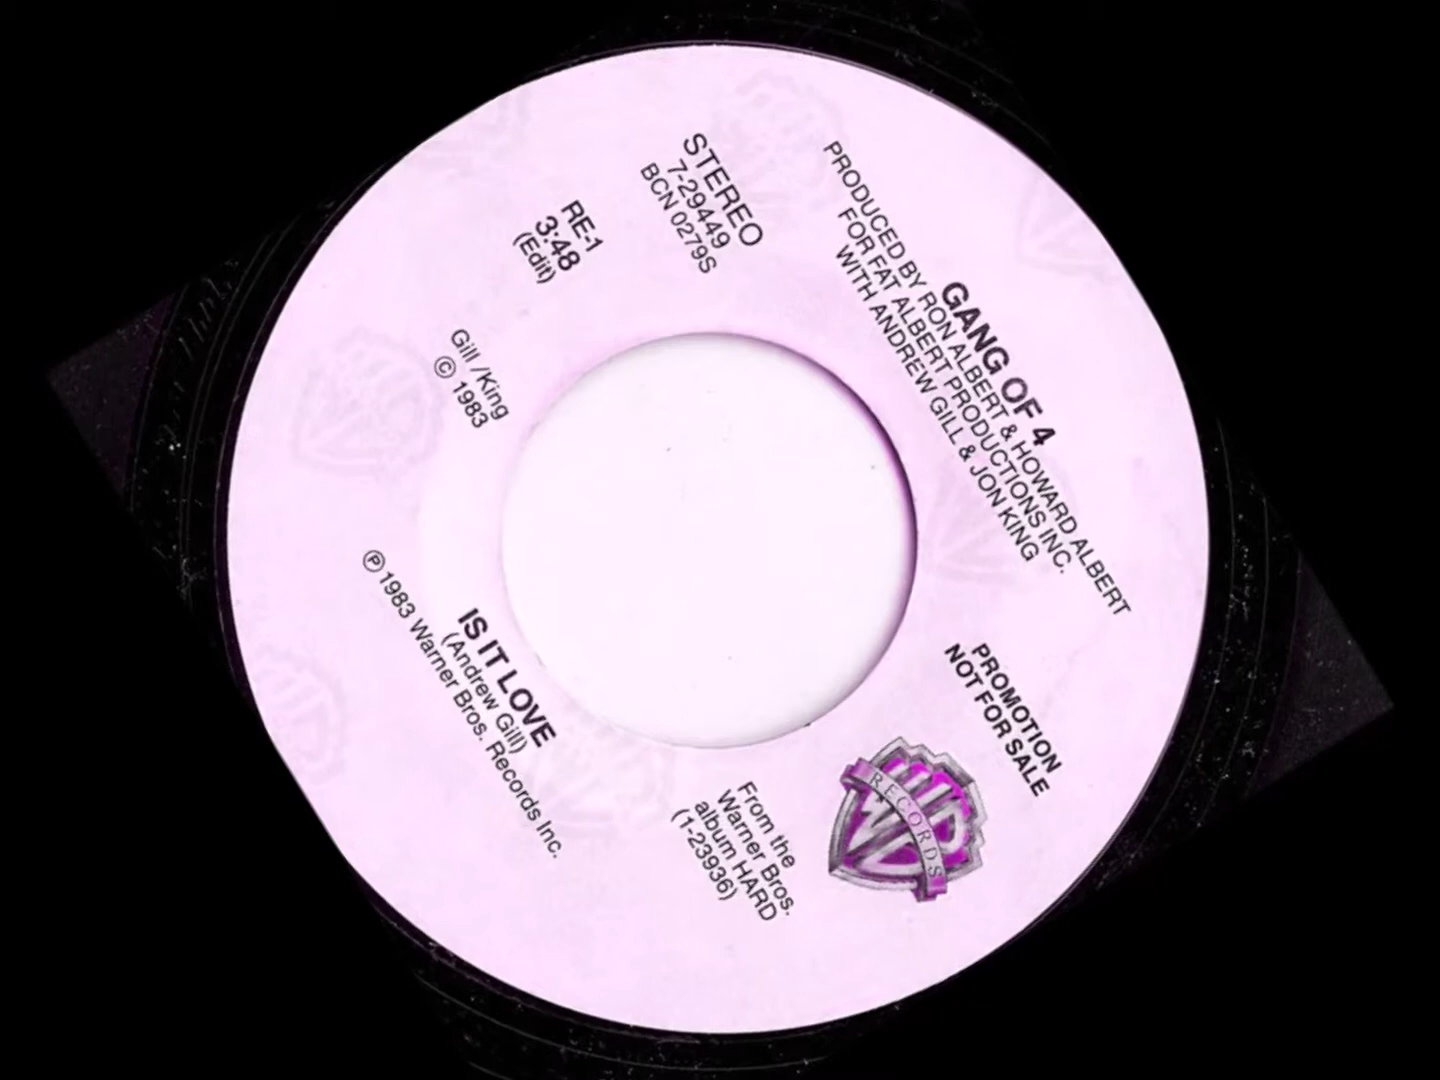 GANG OF 4
PRODUCED BY RON ALBERT & HOWARD ALBERT
FOR FAT ALBERT PRODUCTIONS INC.
WITH ANDREW GILL & JON KING
PROMOTION
NOT FOR SALE
RECORDS
STEREO
7-29449
BCN 0279S
RE-1
3:48
(Edit)
Gill /King
© 1983
From the
Warner Bros.
album HARD
(1-23936)
IS IT LOVE
(Andrew Gill)
℗ 1983 Warner Bros. Records Inc.